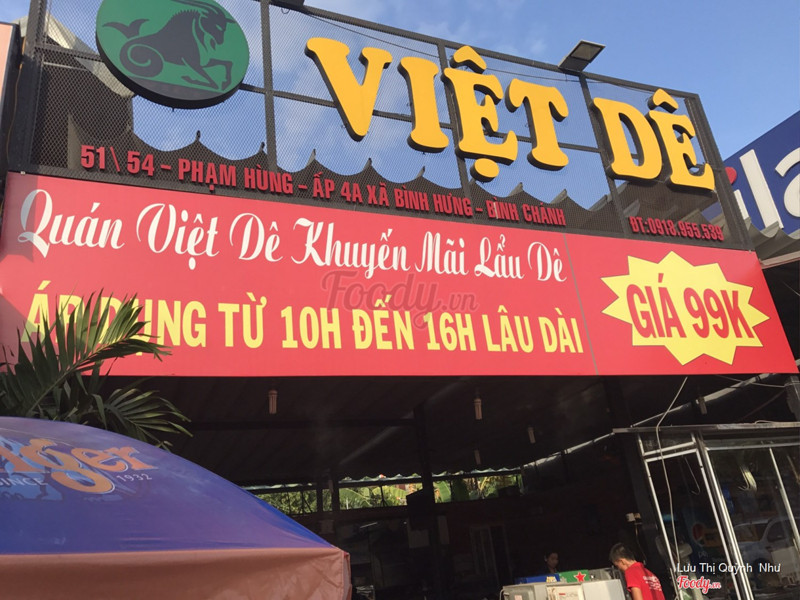 VIỆT DÊ
51\54 - PHẠM HÙNG - ẤP 4A XÃ BÌNH HƯNG - BÌNH CHÁNH
ĐT:0918.955.539
Quán Việt Dê Khuyến Mãi Lẩu Dê
ÁP DỤNG TỪ 10H ĐẾN 16H LÂU DÀI
GIÁ 99K
Foody.vn
ila
SINCE 1932
Lưu Thị Quỳnh Như
Foody.vn